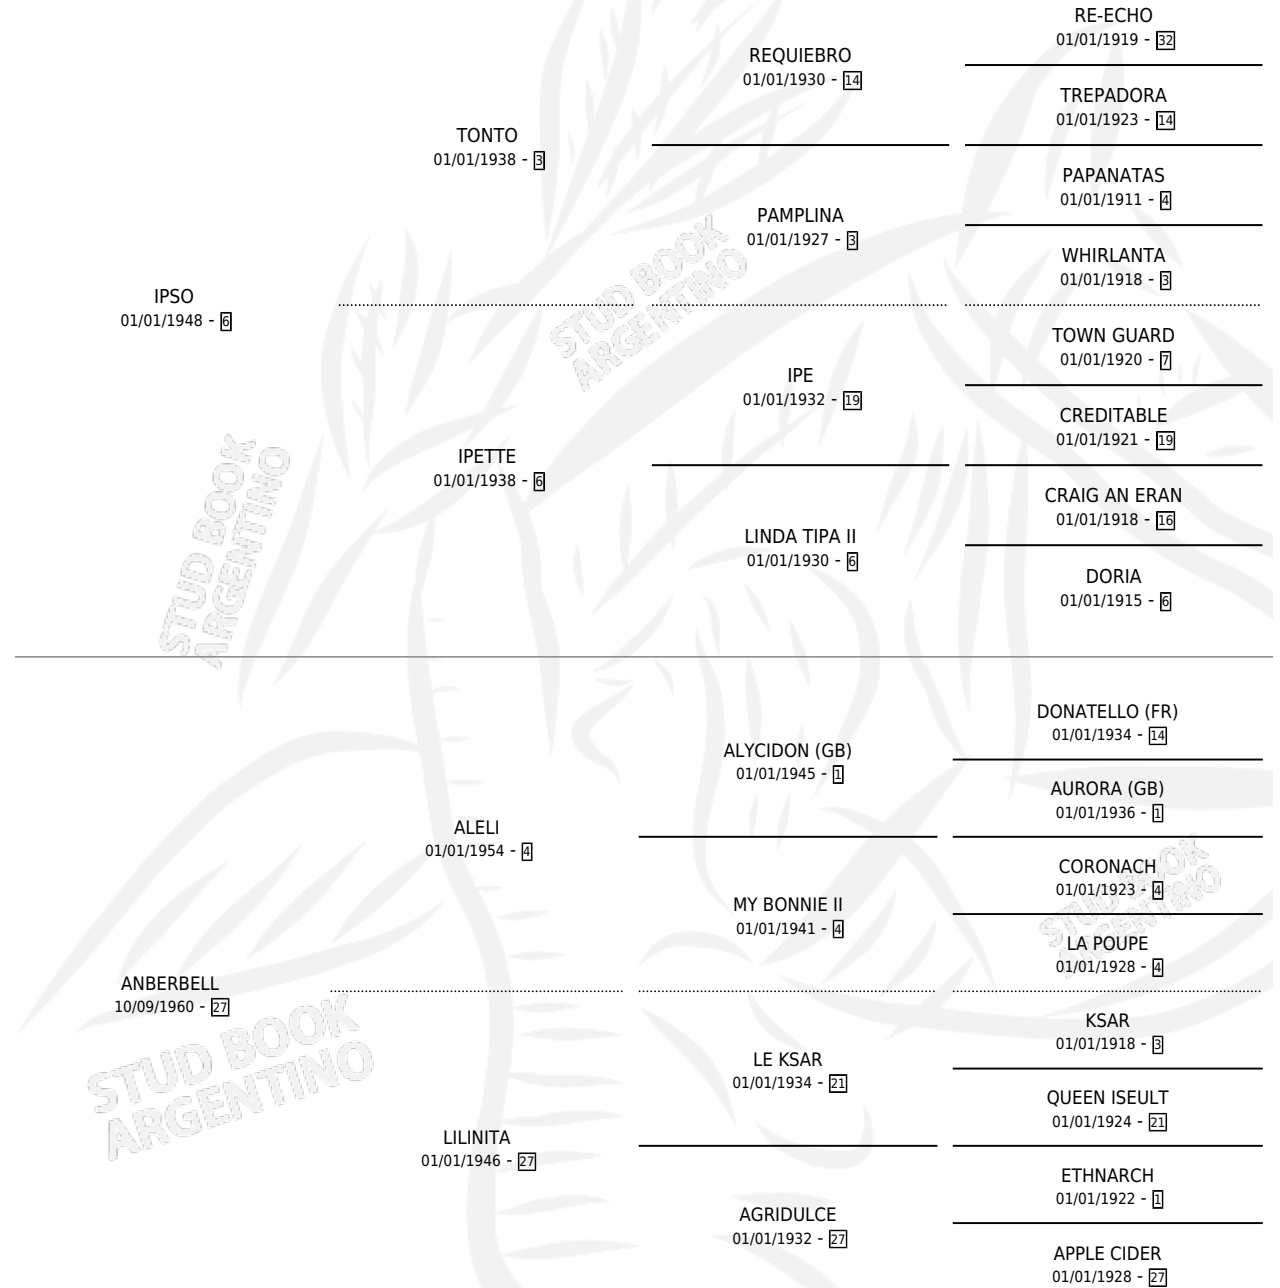 RE-ECHO
01/01/1919 - 32
REQUIEBRO
01/01/1930 - 14
TREPADORA
01/01/1923 - 14
TONTO
01/01/1938 - 3
PAPANATAS
01/01/1911 - 4
PAMPLINA
01/01/1927 - 3
WHIRLANTA
01/01/1918 - 3
IPSO
01/01/1948 - 6
TOWN GUARD
01/01/1920 - 7
IPE
01/01/1932 - 19
CREDITABLE
01/01/1921 - 19
IPETTE
01/01/1938 - 6
CRAIG AN ERAN
01/01/1918 - 16
LINDA TIPA II
01/01/1930 - 6
DORIA
01/01/1915 - 6
DONATELLO (FR)
01/01/1934 - 14
ALYCIDON (GB)
01/01/1945 - 1
AURORA (GB)
01/01/1936 - 1
ALELI
01/01/1954 - 4
CORONACH
01/01/1923 - 4
MY BONNIE II
01/01/1941 - 4
LA POUPE
01/01/1928 - 4
ANBERBELL
10/09/1960 - 27
KSAR
01/01/1918 - 3
LE KSAR
01/01/1934 - 21
QUEEN ISEULT
01/01/1924 - 21
LILINITA
01/01/1946 - 27
ETHNARCH
01/01/1922 - 1
AGRIDULCE
01/01/1932 - 27
APPLE CIDER
01/01/1928 - 27
STUD BOOK
ARGENTINO
STUD BOOK
ARGENTINO
STUD BOOK
ARGENTINO
STUD BOOK
ARGENTINO